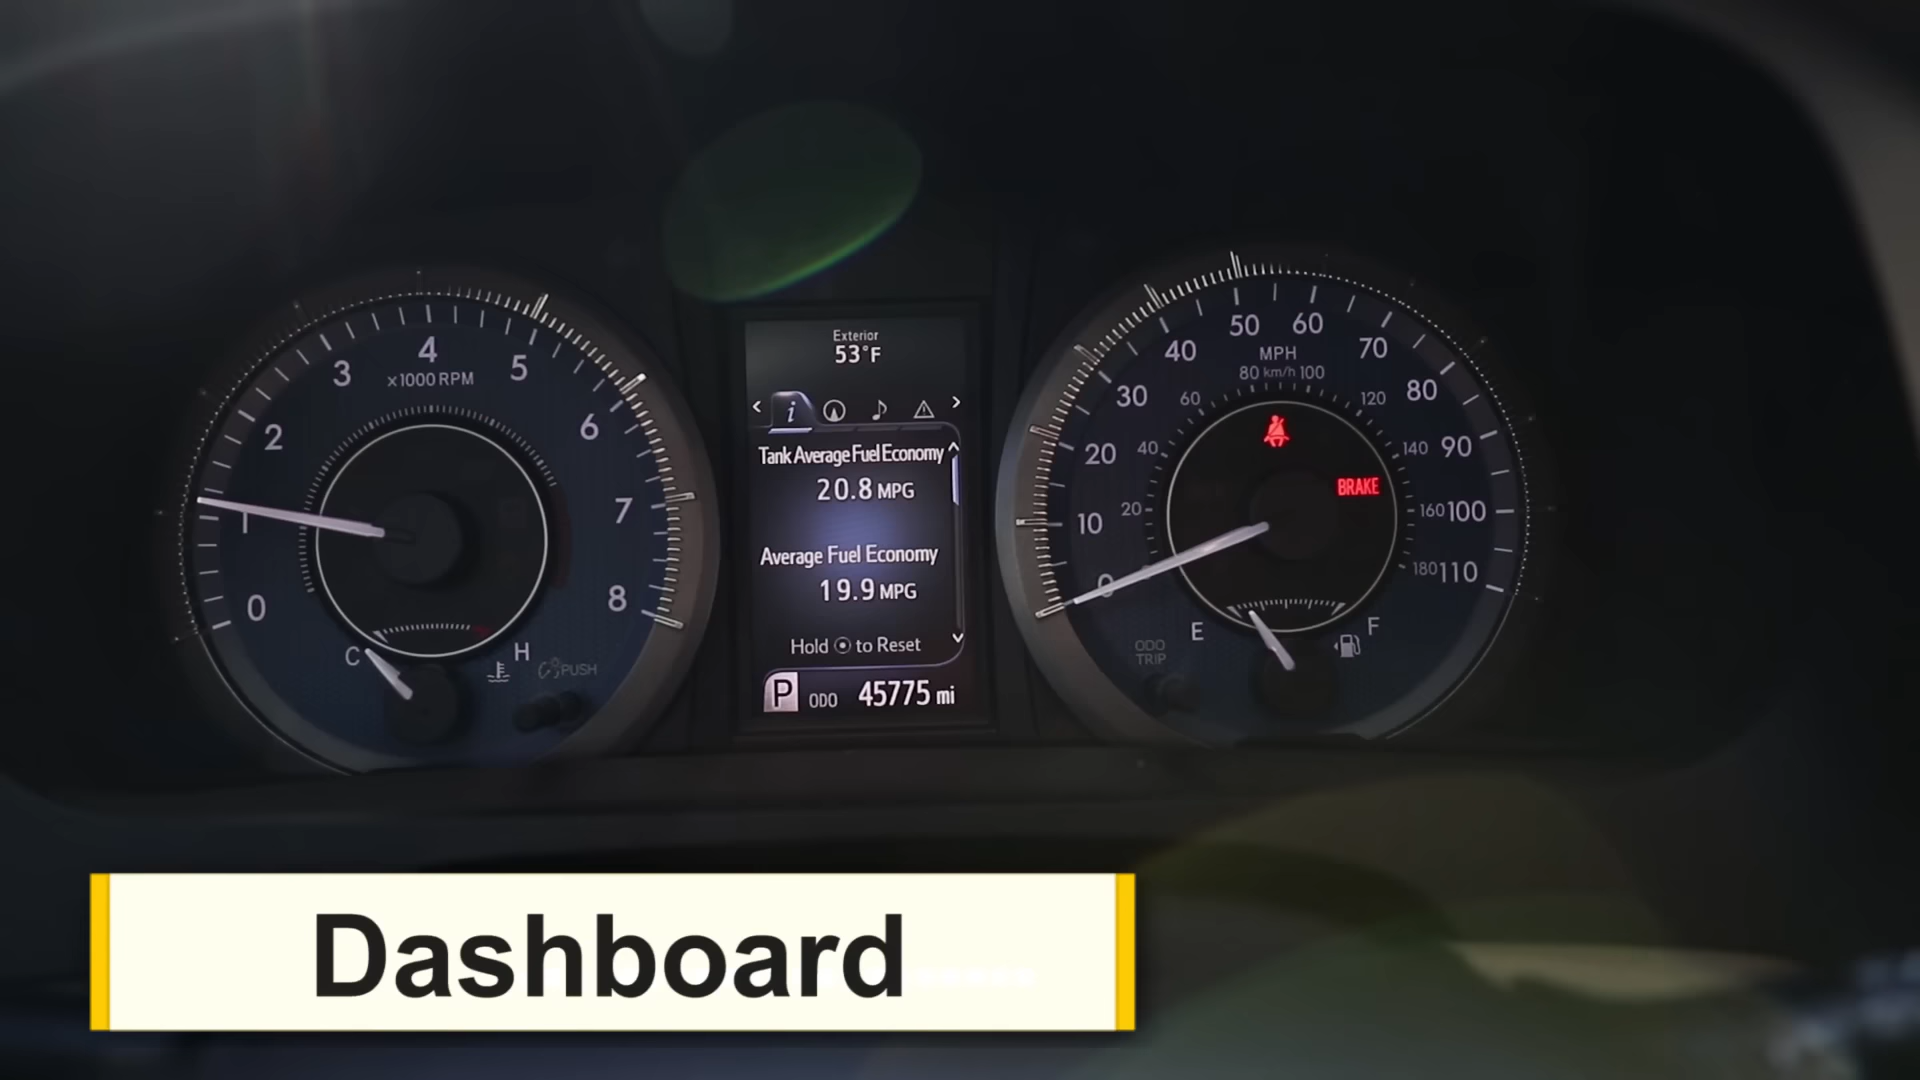 Exterior
53°F
i
Tank Average Fuel Economy
20.8 MPG
Average Fuel Economy
19.9 MPG
Hold to Reset
P ODO 45775 mi
0
1
2
3
4
5
6
7
8
x1000 RPM
C
H
PUSH
0
10
20
30
40
50
60
70
80
90
100
110
MPH
km/h
20
40
60
80
100
120
140
160
180
BRAKE
ODO
TRIP
E
F
Dashboard